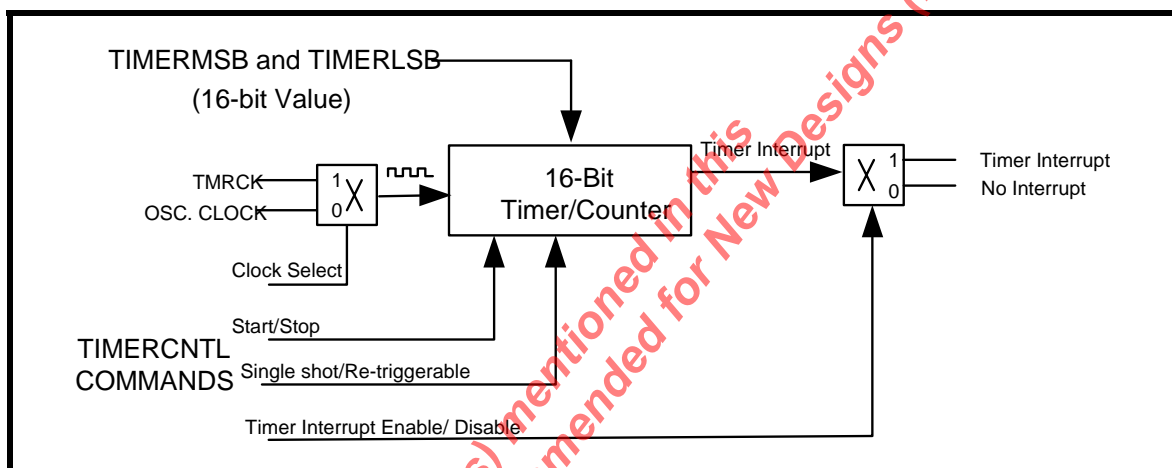 TIMERMSB and TIMERLSB
(16-bit Value)
TMRCK
OSC. CLOCK
1
0
X
Clock Select
16-Bit
Timer/Counter
Timer Interrupt
X
1
0
Timer Interrupt
No Interrupt
TIMERCNTL
COMMANDS
Start/Stop
Single shot/Re-triggerable
Timer Interrupt Enable/ Disable
s) mentioned in this
mmended for New Designs (